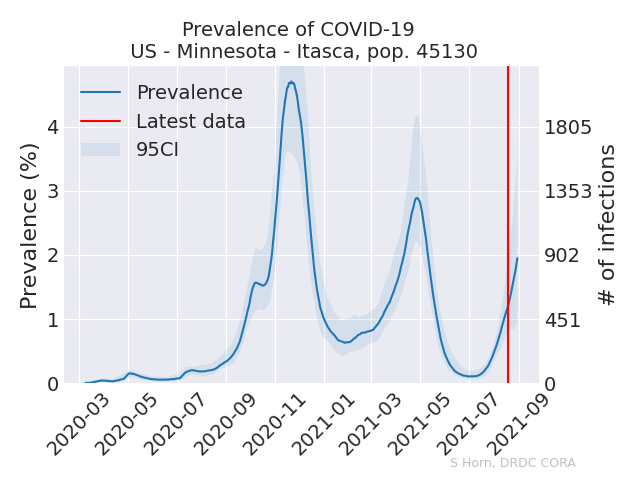 Prevalence of COVID-19
US - Minnesota - Itasca, pop. 45130
Prevalence
Latest data
95CI
Prevalence (%)
4
3
2
1
0
1805
1353
902
451
0
# of infections
2020-03
2020-05
2020-07
2020-09
2020-11
2021-01
2021-03
2021-05
2021-07
2021-09
S Horn, DRDC CORA